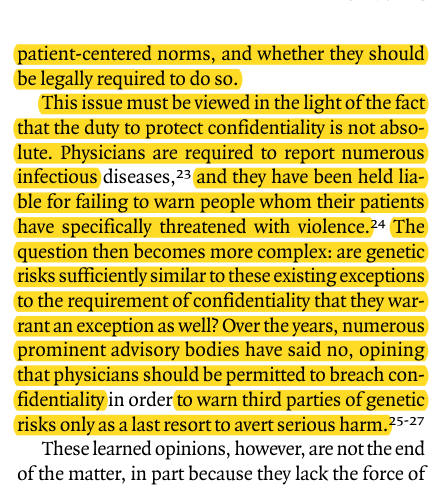 patient-centered norms, and whether they should
be legally required to do so.
This issue must be viewed in the light of the fact
that the duty to protect confidentiality is not abso-
lute. Physicians are required to report numerous
infectious diseases,23 and they have been held lia-
ble for failing to warn people whom their patients
have specifically threatened with violence.24 The
question then becomes more complex: are genetic
risks sufficiently similar to these existing exceptions
to the requirement of confidentiality that they war-
rant an exception as well? Over the years, numerous
prominent advisory bodies have said no, opining
that physicians should be permitted to breach con-
fidentiality in order to warn third parties of genetic
risks only as a last resort to avert serious harm.25-27
These learned opinions, however, are not the end
of the matter, in part because they lack the force of